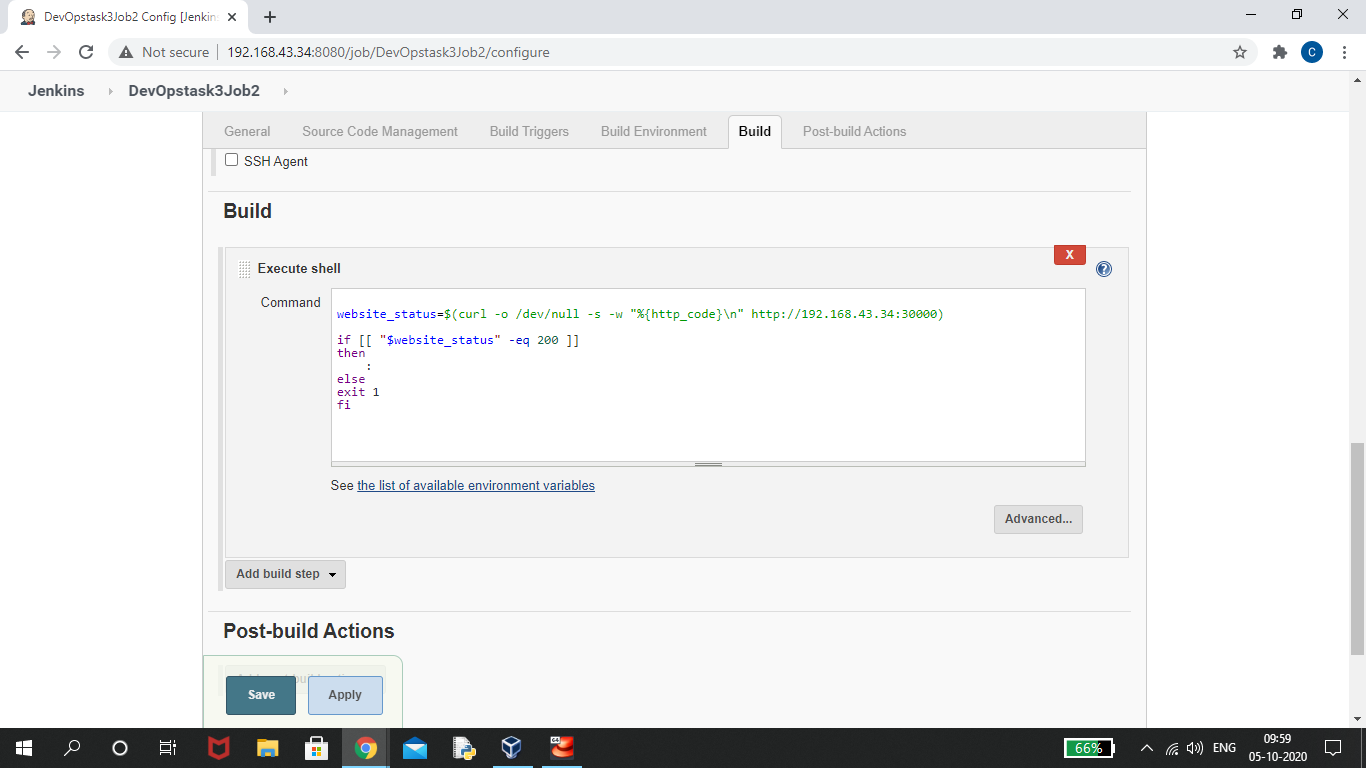 DevOpstask3Job2 Config [Jenkin
Not secure 192.168.43.34:8080/job/DevOpstask3Job2/configure
C
Jenkins DevOpstask3Job2
General Source Code Management Build Triggers Build Environment Build Post-build Actions
SSH Agent
Build
X
Execute shell
?
Command
website_status=$(curl -o /dev/null -s -w "%{http_code}\n" http://192.168.43.34:30000)
if [[ "$website_status" -eq 200 ]]
then
:
else
exit 1
fi
See the list of available environment variables
Advanced...
Add build step
Post-build Actions
Save Apply
64
66%
ENG
09:59
05-10-2020